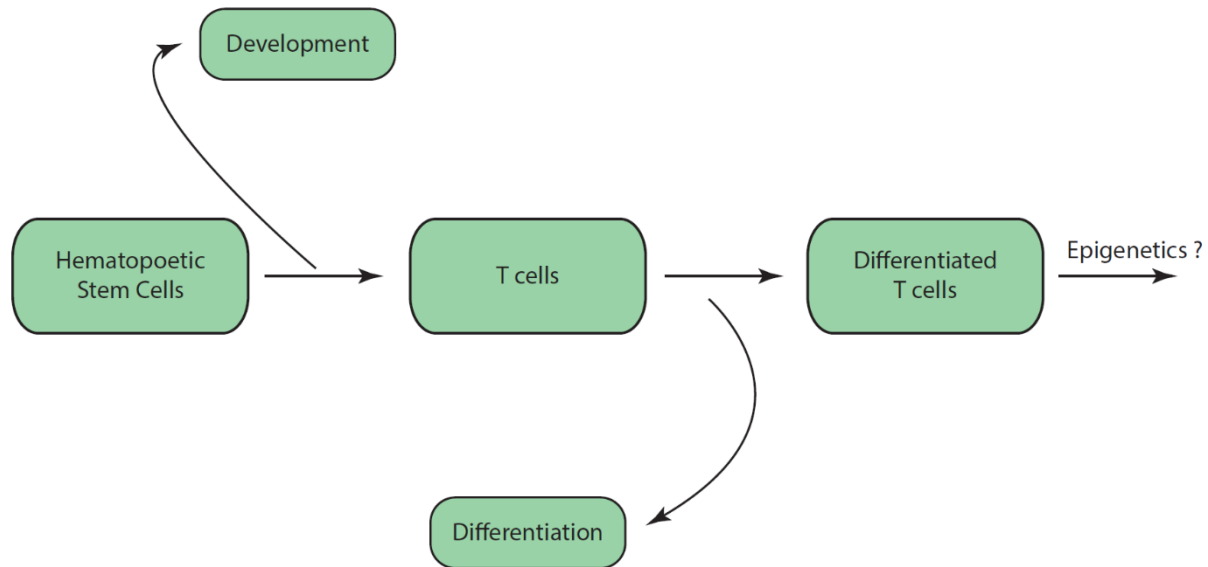 Development
Hematopoetic
Stem Cells
T cells
Differentiated
T cells
Epigenetics ?
Differentiation